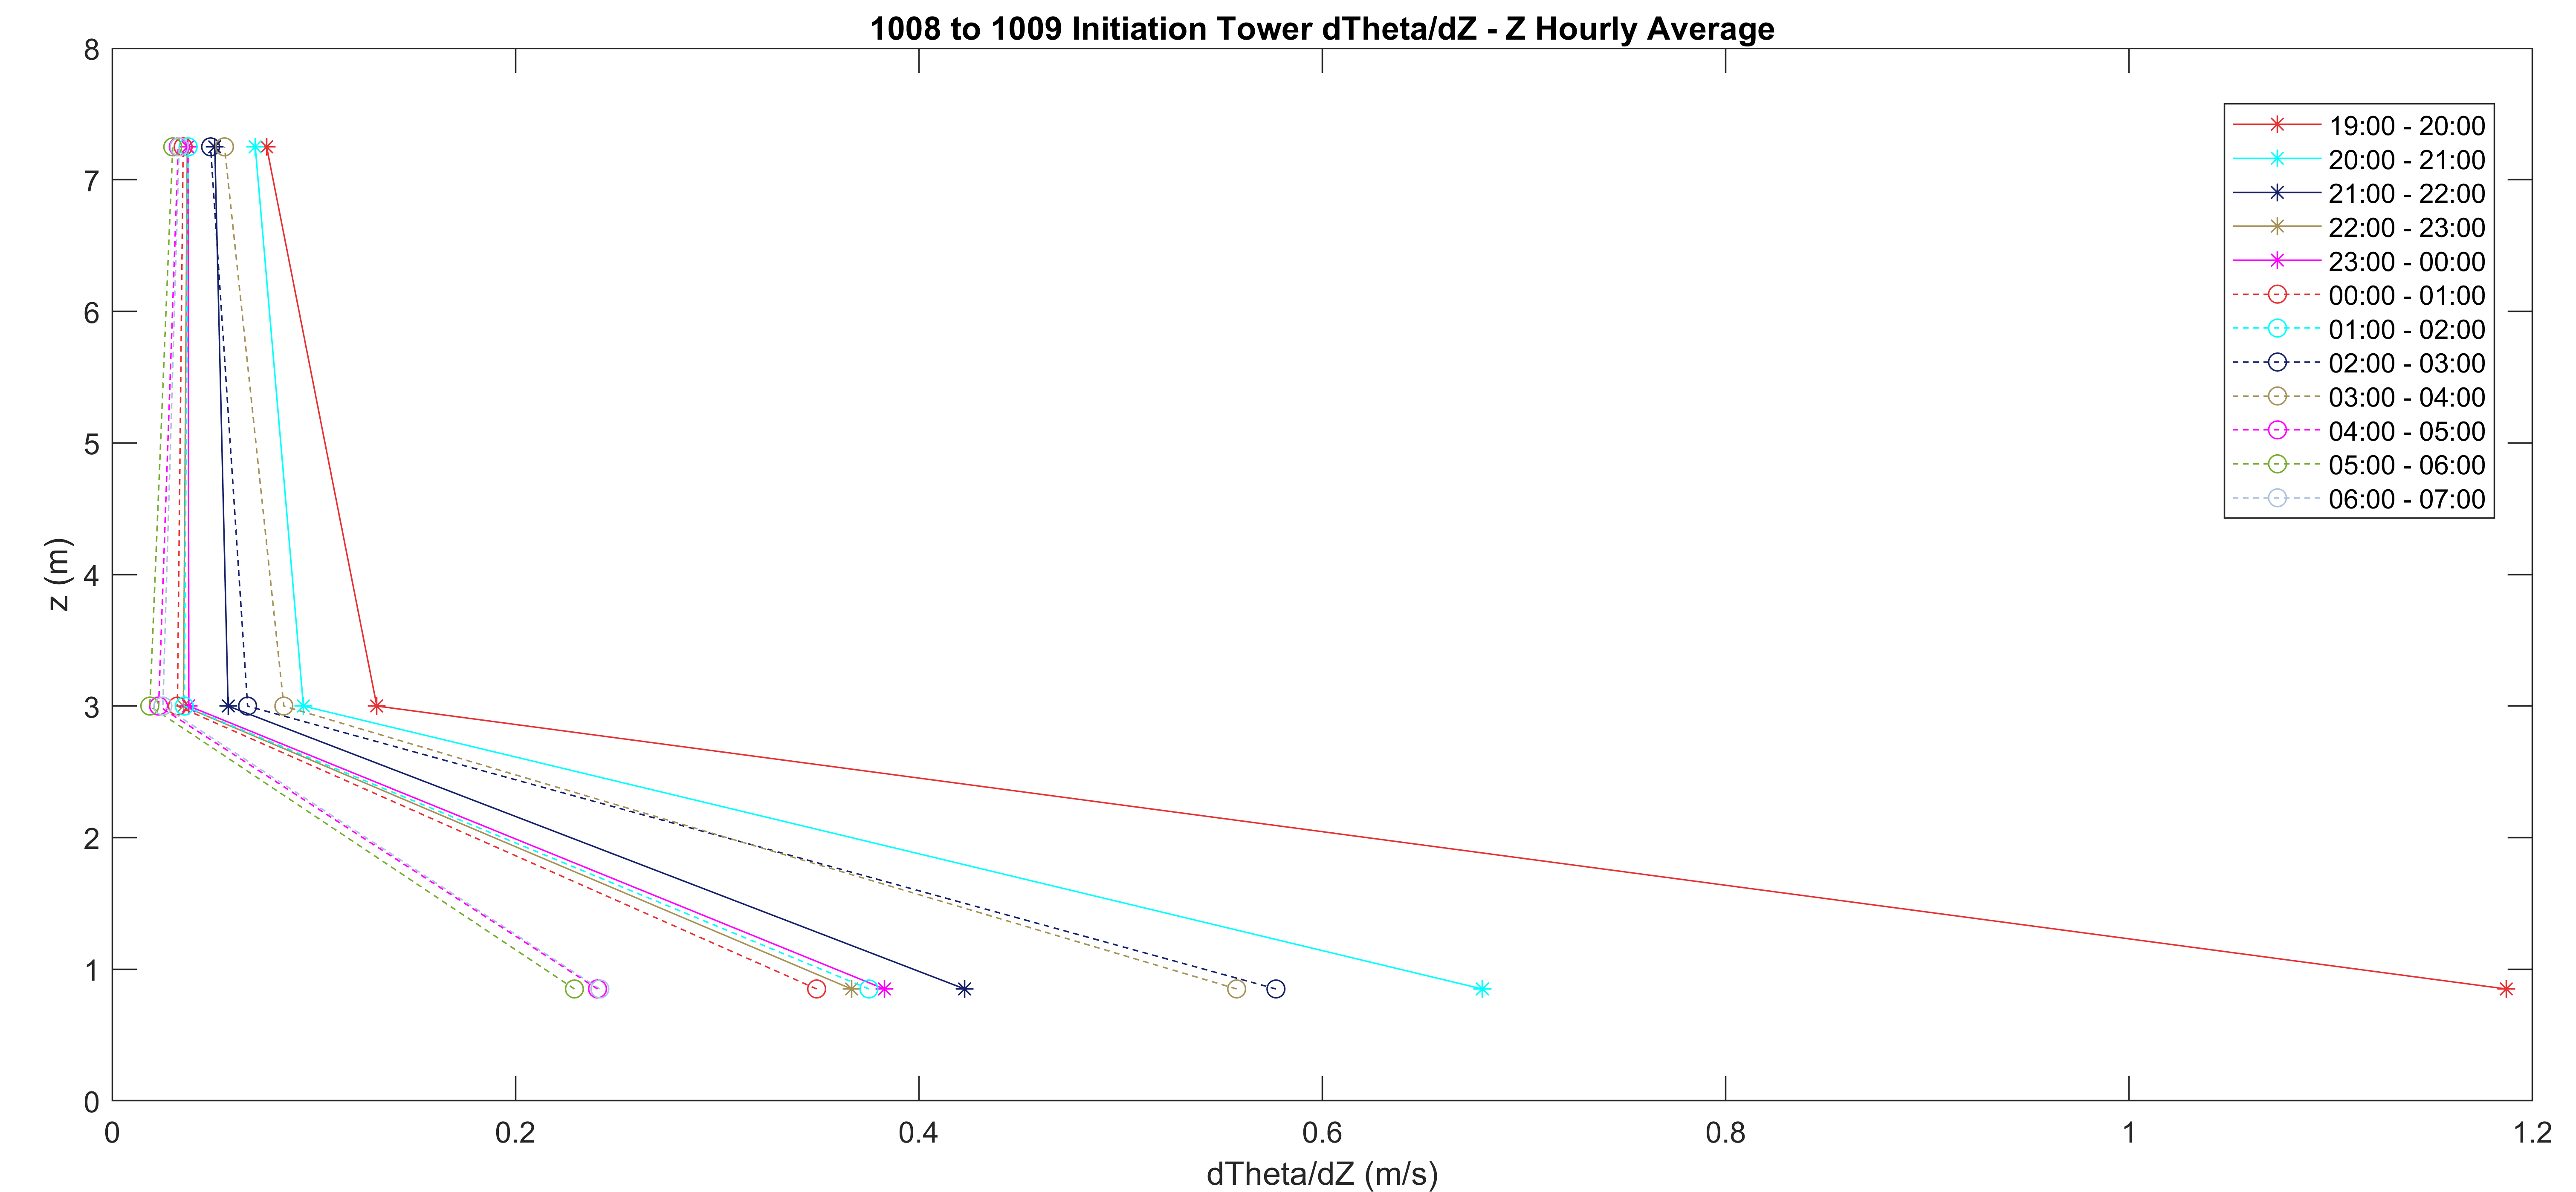 1008 to 1009 Initiation Tower dTheta/dZ - Z Hourly Average
8
7
6
5
4
3
2
1
0
z (m)
19:00 - 20:00
20:00 - 21:00
21:00 - 22:00
22:00 - 23:00
23:00 - 00:00
00:00 - 01:00
01:00 - 02:00
02:00 - 03:00
03:00 - 04:00
04:00 - 05:00
05:00 - 06:00
06:00 - 07:00
0 0.2 0.4 0.6 0.8 1 1.2
dTheta/dZ (m/s)